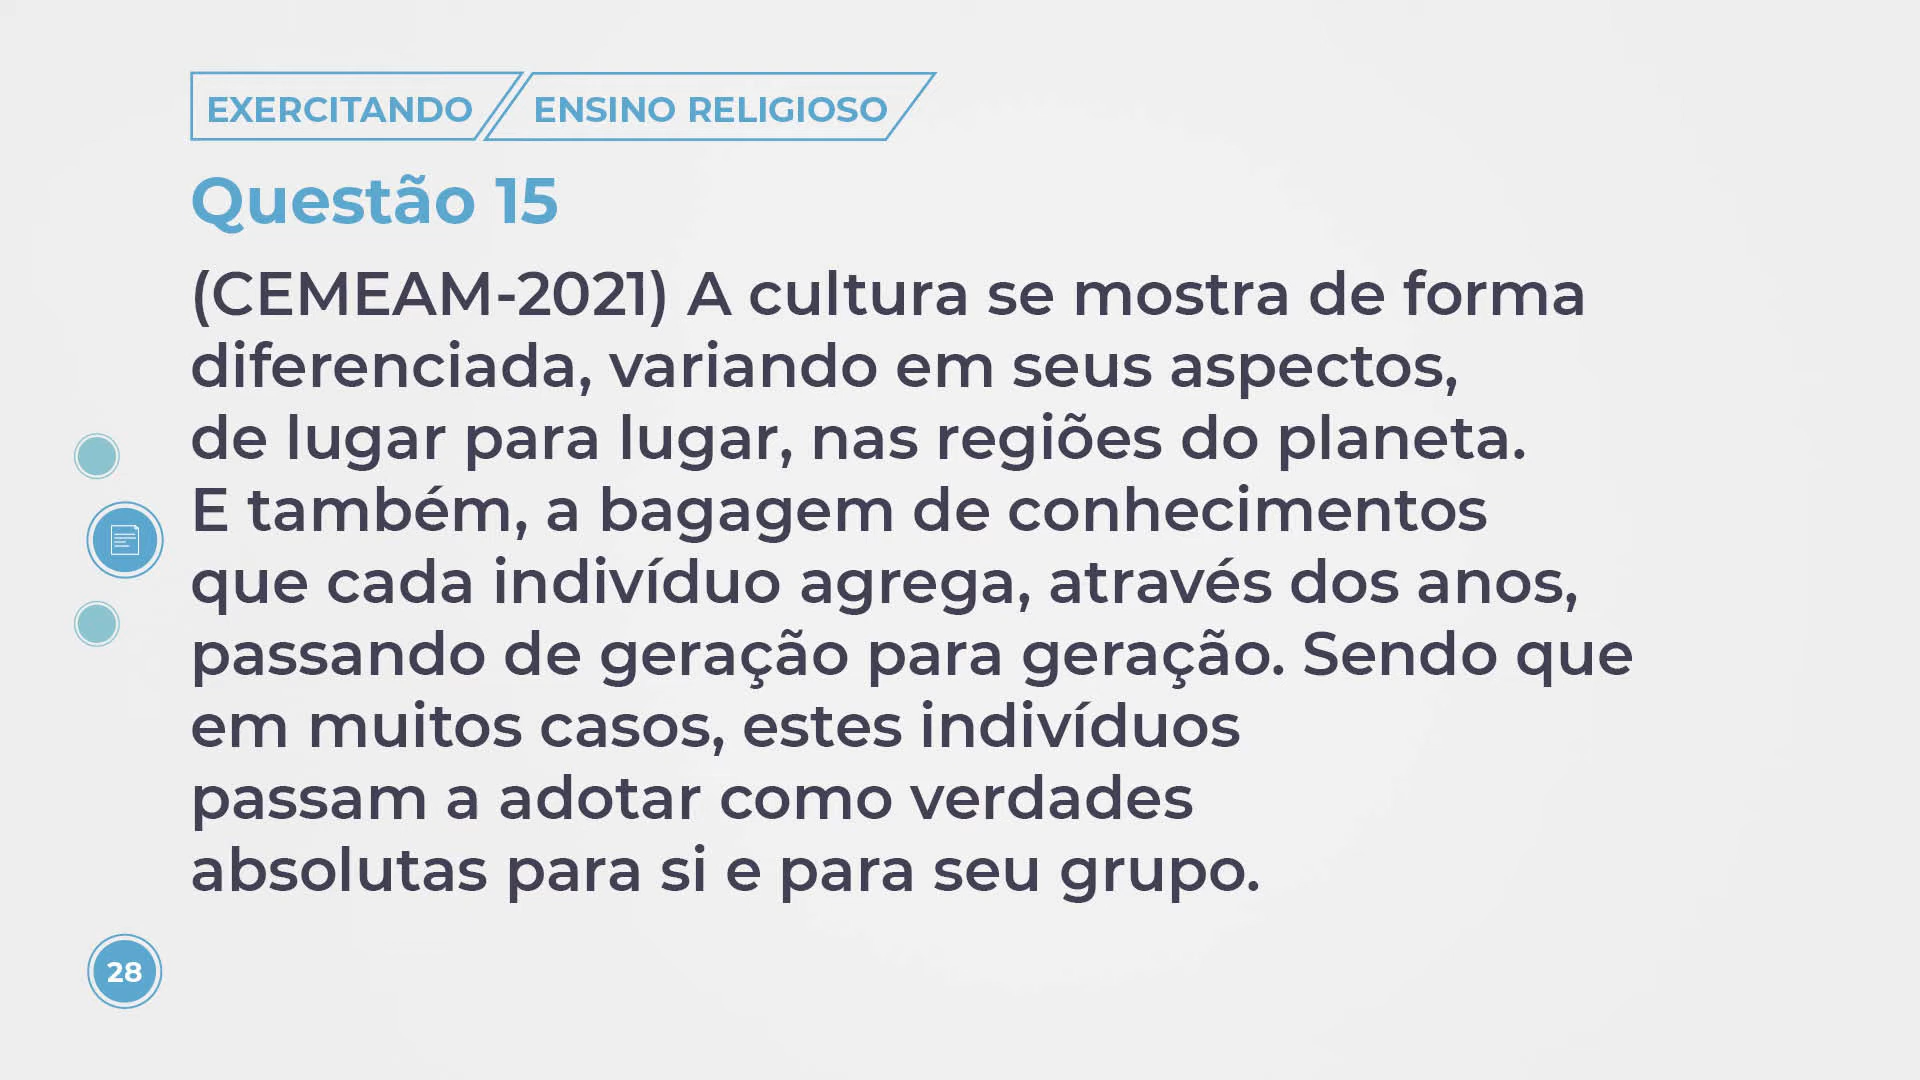 EXERCITANDO ENSINO RELIGIOSO
Questão 15
(CEMEAM-2021) A cultura se mostra de forma
diferenciada, variando em seus aspectos,
de lugar para lugar, nas regiões do planeta.
E também, a bagagem de conhecimentos
que cada indivíduo agrega, através dos anos,
passando de geração para geração. Sendo que
em muitos casos, estes indivíduos
passam a adotar como verdades
absolutas para si e para seu grupo.
28